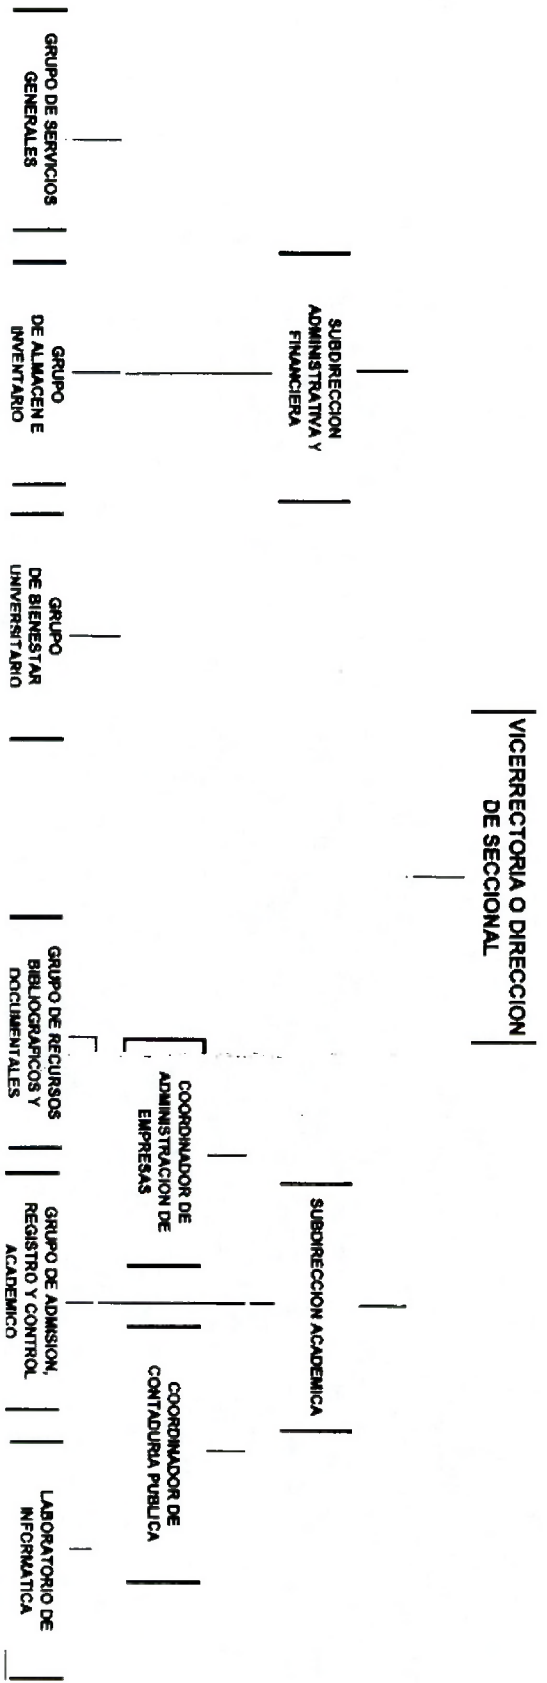 VICERRECTORIA O DIRECCION
DE SECCIONAL
SUBDIRECCION
ADMINISTRATIVA Y
FINANCIERA
SUBDIRECCION ACADEMICA
COORDINADOR DE
ADMINISTRACION DE
EMPRESAS
COORDINADOR DE
CONTADURIA PUBLICA
GRUPO DE SERVICIOS
GENERALES
GRUPO
DE ALMACEN E
INVENTARIO
GRUPO
DE BIENESTAR
UNIVERSITARIO
GRUPO DE RECURSOS
BIBLIOGRAFICOS Y
DOCUMENTALES
GRUPO DE ADMISION,
REGISTRO Y CONTROL
ACADEMICO
LABORATORIO DE
INFORMATICA